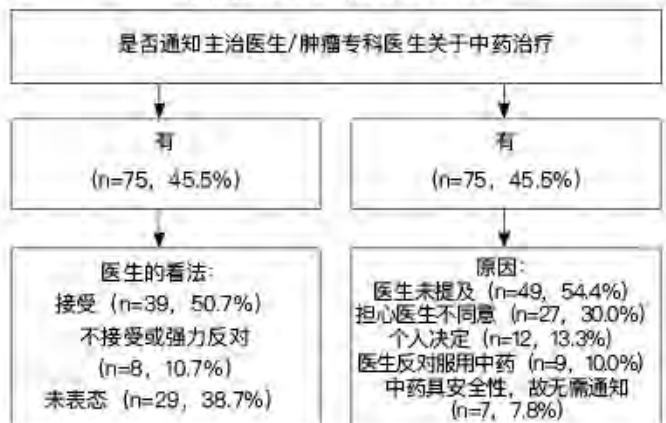 是否通知主治医生/肿瘤专科医生关于中药治疗
有
(n=75, 45.5%)
有
(n=75, 45.5%)
医生的看法:
接受 (n=39, 50.7%)
不接受或强力反对
(n=8, 10.7%)
未表态 (n=29, 38.7%)
原因:
医生未提及 (n=49, 54.4%)
担心医生不同意 (n=27, 30.0%)
个人决定 (n=12, 13.3%)
医生反对服用中药 (n=9, 10.0%)
中药具安全性, 故无需通知
(n=7, 7.8%)